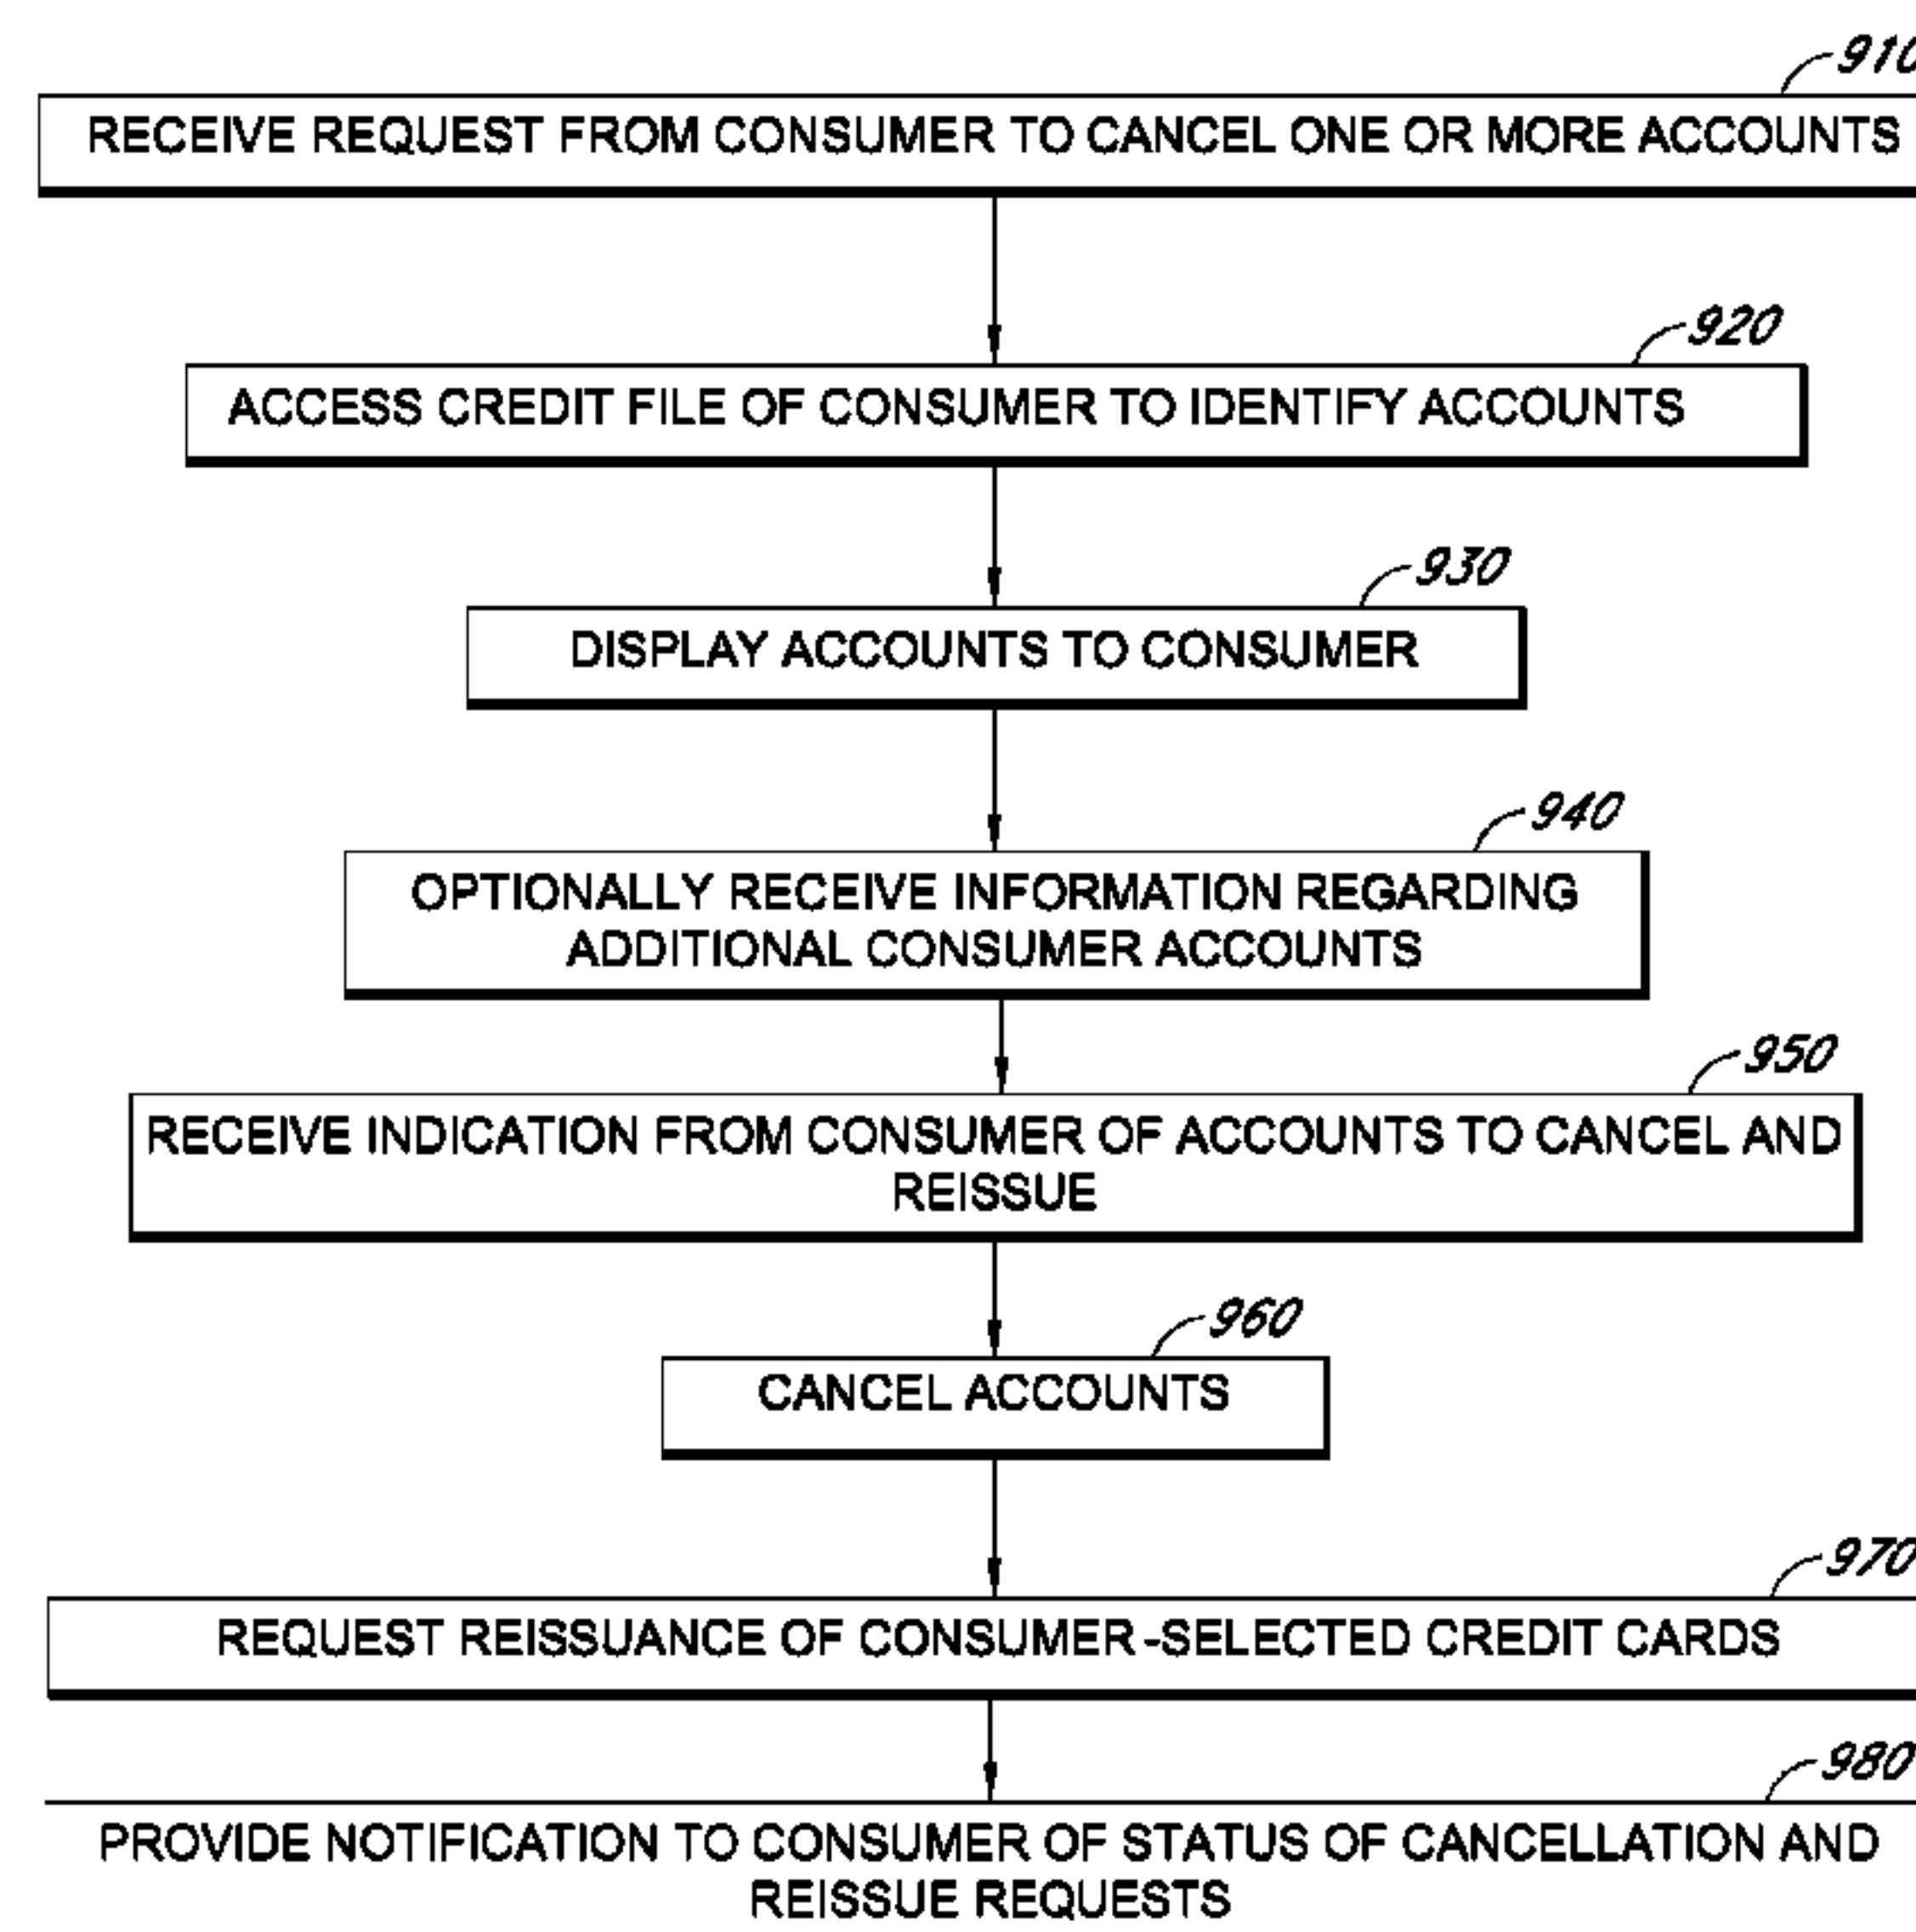 910
RECEIVE REQUEST FROM CONSUMER TO CANCEL ONE OR MORE ACCOUNTS
920
ACCESS CREDIT FILE OF CONSUMER TO IDENTIFY ACCOUNTS
930
DISPLAY ACCOUNTS TO CONSUMER
940
OPTIONALLY RECEIVE INFORMATION REGARDING
ADDITIONAL CONSUMER ACCOUNTS
950
RECEIVE INDICATION FROM CONSUMER OF ACCOUNTS TO CANCEL AND
REISSUE
960
CANCEL ACCOUNTS
970
REQUEST REISSUANCE OF CONSUMER-SELECTED CREDIT CARDS
980
PROVIDE NOTIFICATION TO CONSUMER OF STATUS OF CANCELLATION AND
REISSUE REQUESTS